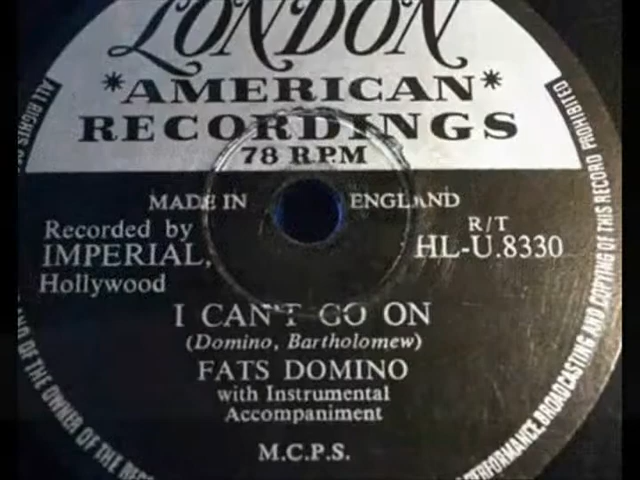 LONDON
*AMERICAN*
RECORDINGS
78 RPM
MADE IN ENGLAND
Recorded by
IMPERIAL,
Hollywood
R/T
HL-U.8330
I CAN'T GO ON
(Domino, Bartholomew)
FATS DOMINO
with Instrumental
Accompaniment
M.C.P.S.
ALL RIGHTS
OF THE OWNER OF THE
PERFORMANCE, BROADCASTING AND COPYING OF THIS RECORD PROHIBITED